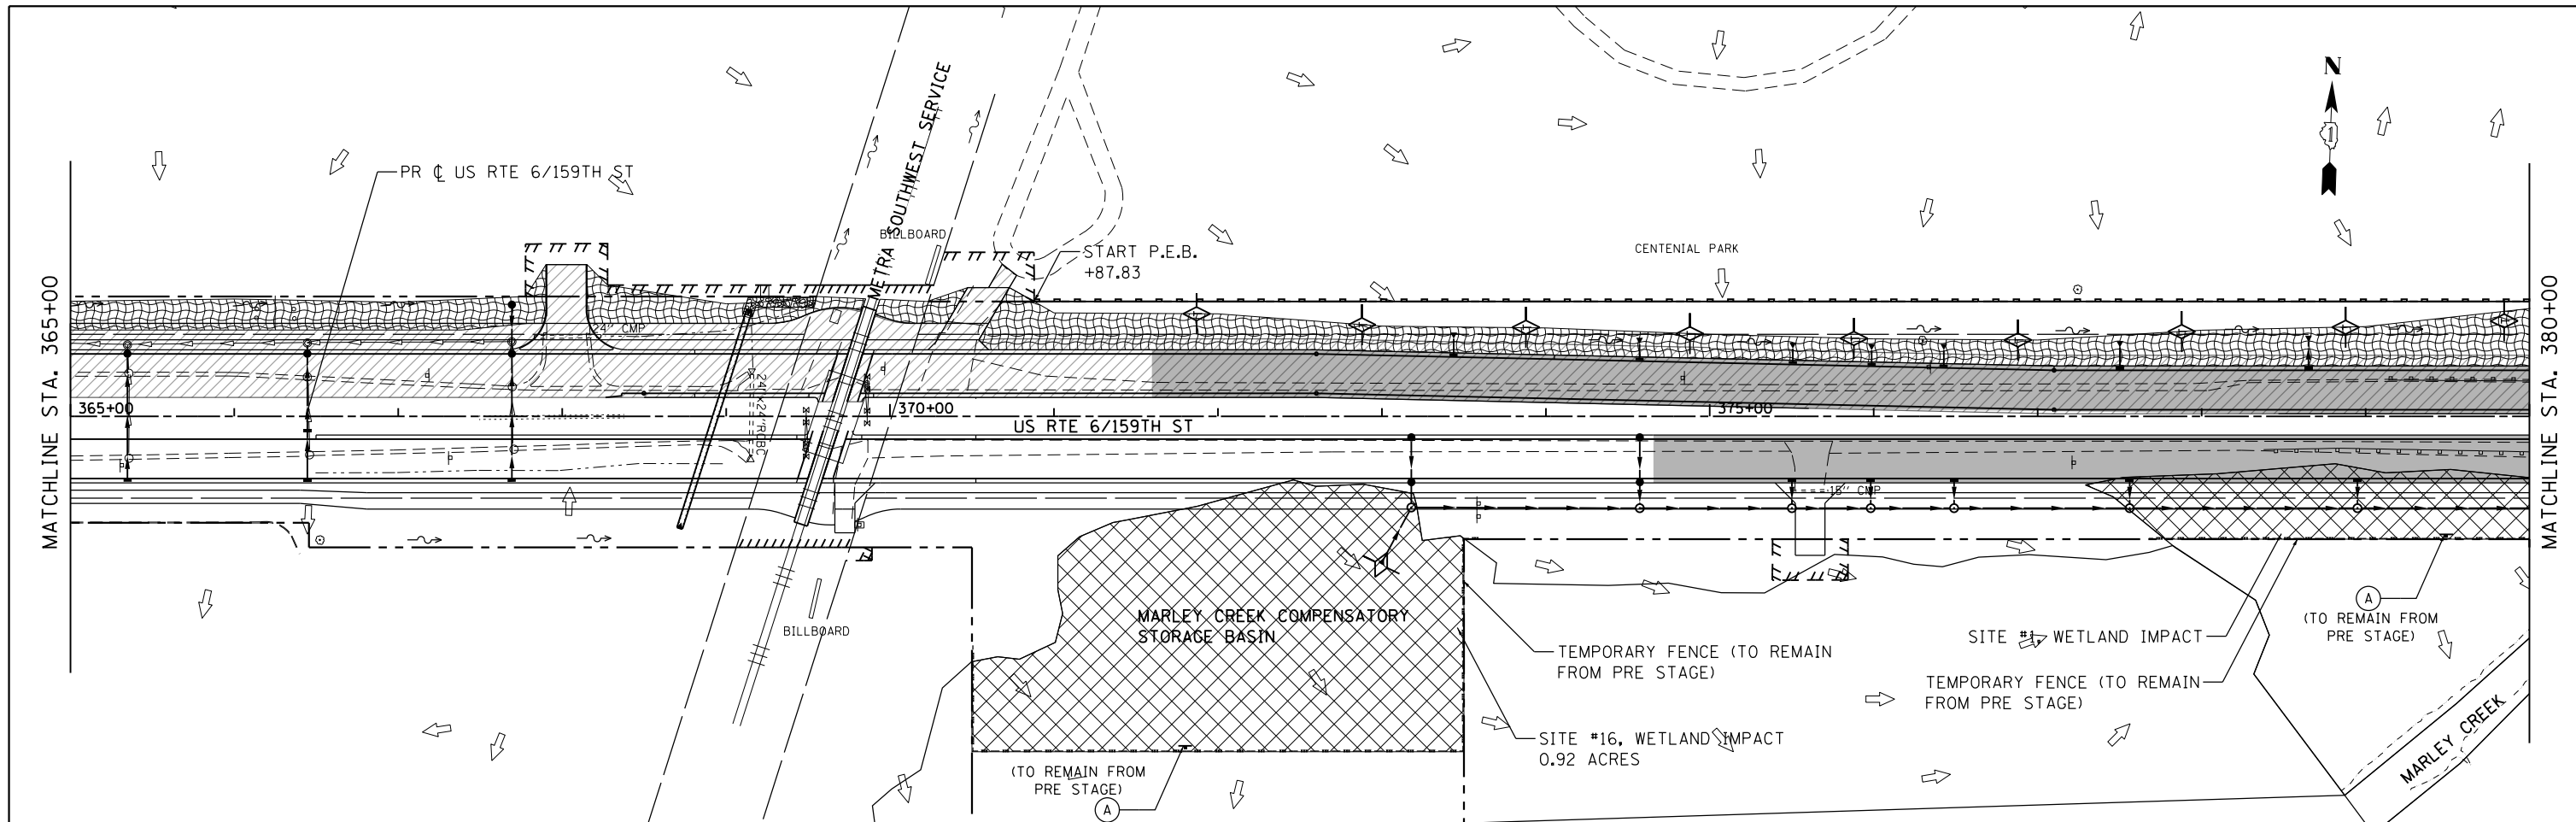 N
1
METRA SOUTHWEST SERVICE
PR ℄ US RTE 6/159TH ST
BILLBOARD
START P.E.B.
+87.83
CENTENIAL PARK
MATCHLINE STA. 365+00
MATCHLINE STA. 380+00
24" CMP
24"x24"RCBC
365+00
370+00
375+00
US RTE 6/159TH ST
15" CMP
BILLBOARD
MARLEY CREEK COMPENSATORY
STORAGE BASIN
TEMPORARY FENCE (TO REMAIN
FROM PRE STAGE)
SITE #16, WETLAND IMPACT
0.92 ACRES
SITE #1, WETLAND IMPACT
TEMPORARY FENCE (TO REMAIN
FROM PRE STAGE)
A
(TO REMAIN FROM
PRE STAGE)
(TO REMAIN FROM
PRE STAGE)
A
MARLEY CREEK